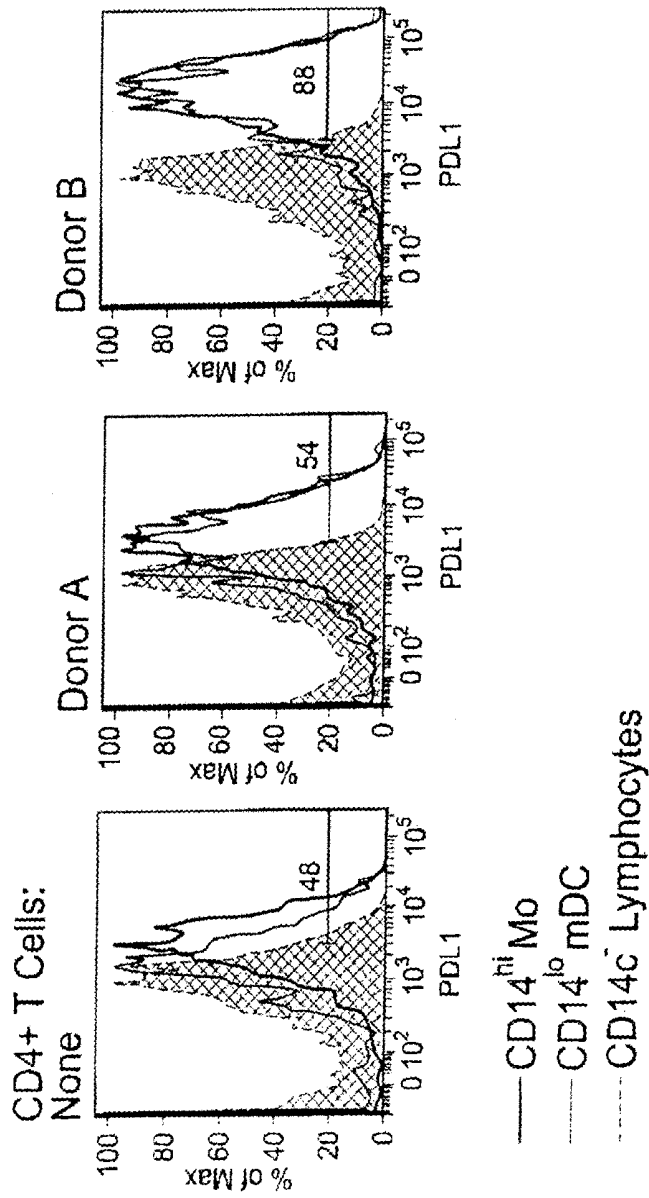 CD4+ T Cells:
None
Donor A
Donor B
100
80
60
40
20
0
% of Max
48
0 10² 10³ 10⁴ 10⁵
PDL1
100
80
60
40
20
0
% of Max
54
0 10² 10³ 10⁴ 10⁵
PDL1
100
80
60
40
20
0
% of Max
88
0 10² 10³ 10⁴ 10⁵
PDL1
CD14ʰⁱ Mo
CD14ˡᵒ mDC
CD14c⁻ Lymphocytes